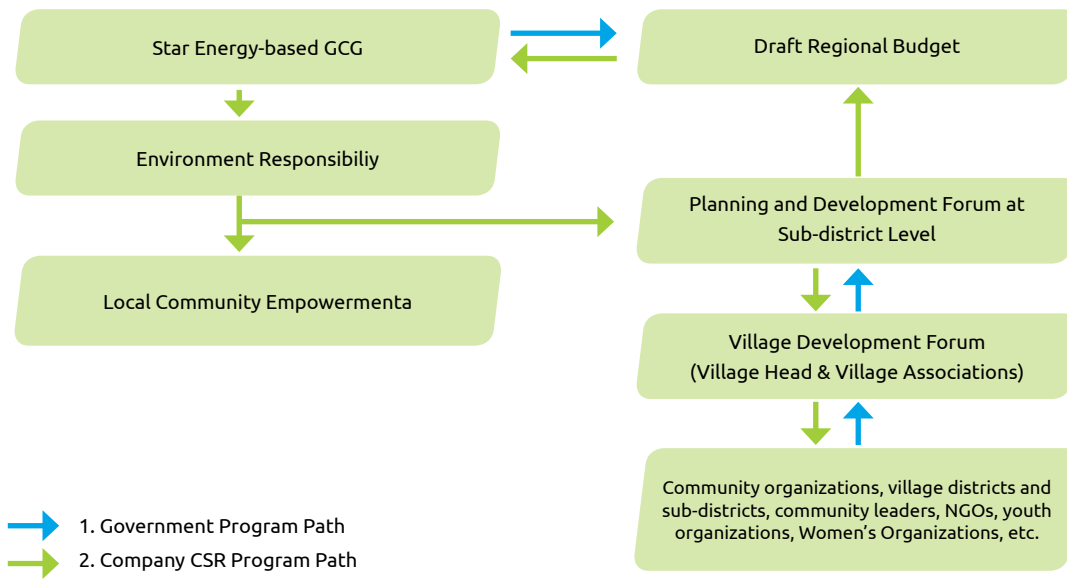 Star Energy-based GCG
Draft Regional Budget
Environment Responsibiliy
Planning and Development Forum at
Sub-district Level
Local Community Empowermenta
Village Development Forum
(Village Head & Village Associations)
Community organizations, village districts and
sub-districts, community leaders, NGOs, youth
organizations, Women’s Organizations, etc.
1. Government Program Path
2. Company CSR Program Path